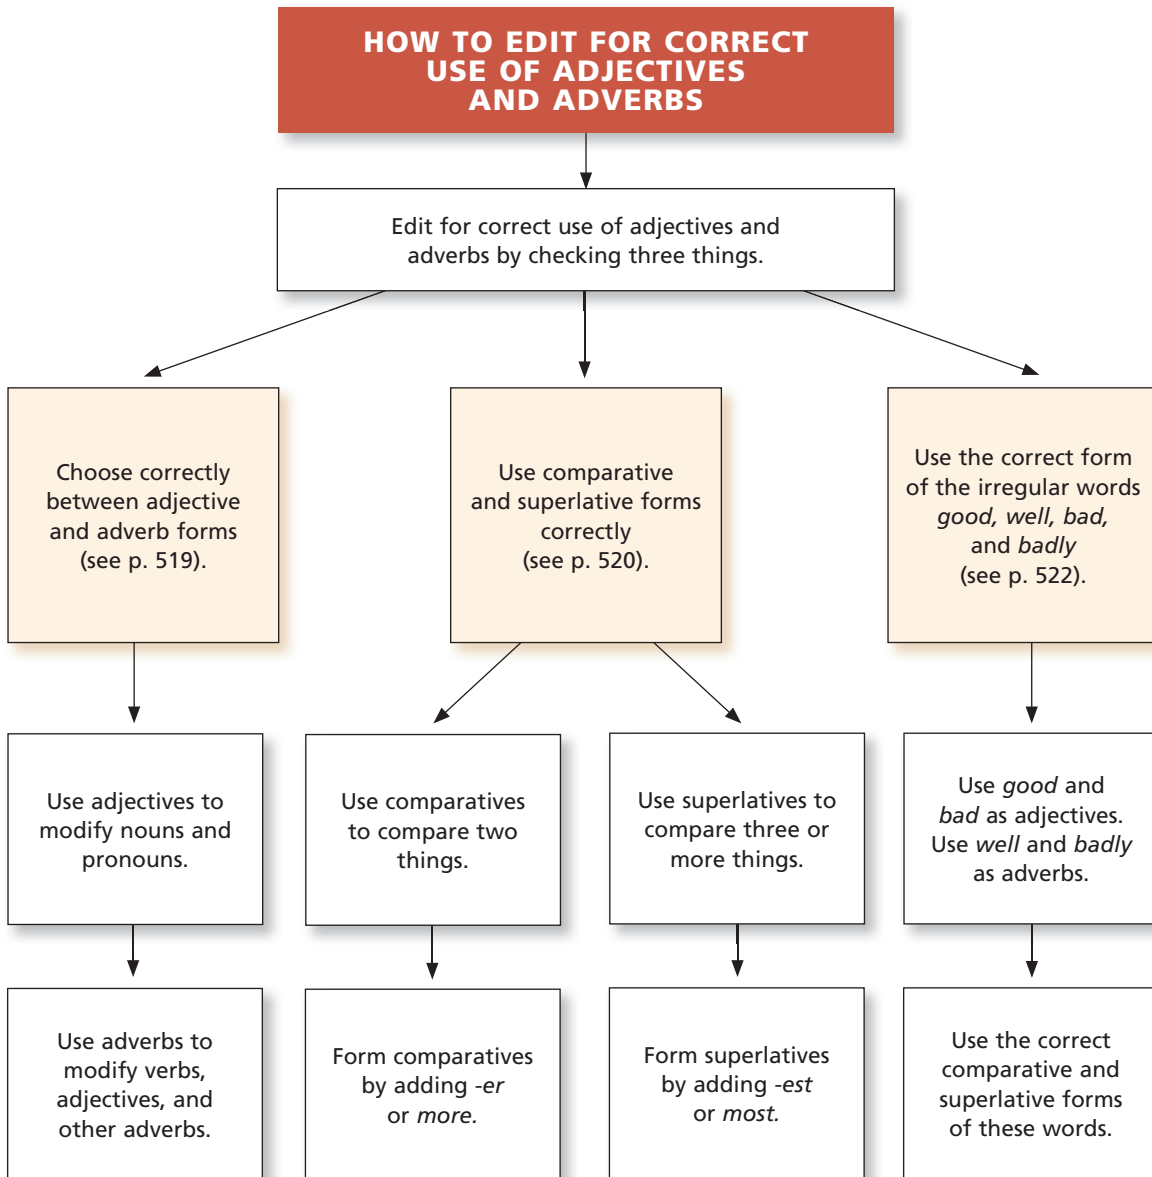 HOW TO EDIT FOR CORRECT
USE OF ADJECTIVES
AND ADVERBS
Edit for correct use of adjectives and
adverbs by checking three things.
Choose correctly
between adjective
and adverb forms
(see p. 519).
Use comparative
and superlative forms
correctly
(see p. 520).
Use the correct form
of the irregular words
good, well, bad,
and badly
(see p. 522).
Use adjectives to
modify nouns and
pronouns.
Use comparatives
to compare two
things.
Use superlatives to
compare three or
more things.
Use good and
bad as adjectives.
Use well and badly
as adverbs.
Use adverbs to
modify verbs,
adjectives, and
other adverbs.
Form comparatives
by adding -er
or more.
Form superlatives
by adding -est
or most.
Use the correct
comparative and
superlative forms
of these words.